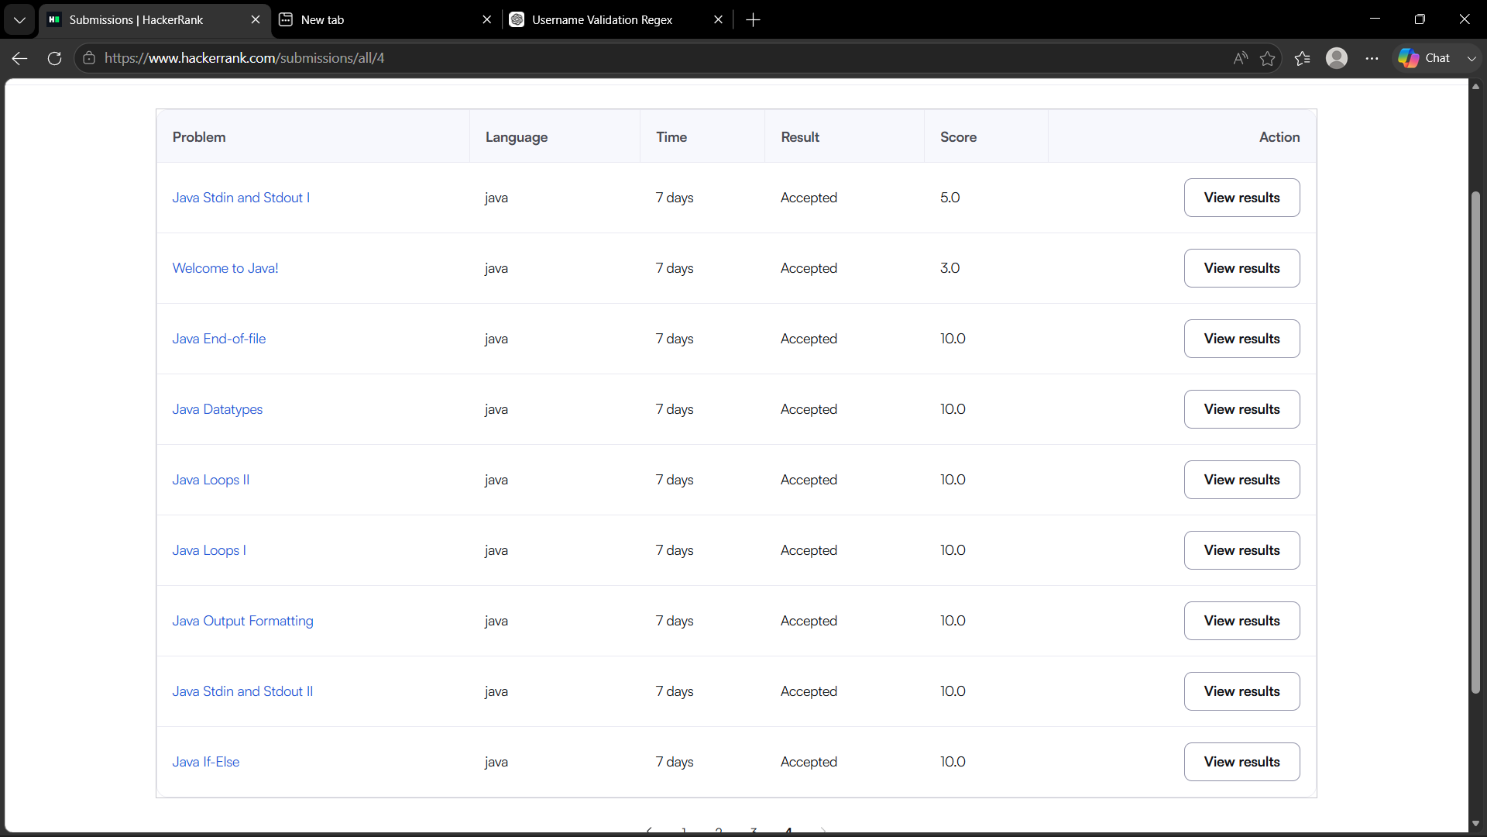 Submissions | HackerRank
New tab
Username Validation Regex
https://www.hackerrank.com/submissions/all/4
Chat
Problem Language Time Result Score Action
Java Stdin and Stdout I java 7 days Accepted 5.0 View results
Welcome to Java! java 7 days Accepted 3.0 View results
Java End-of-file java 7 days Accepted 10.0 View results
Java Datatypes java 7 days Accepted 10.0 View results
Java Loops II java 7 days Accepted 10.0 View results
Java Loops I java 7 days Accepted 10.0 View results
Java Output Formatting java 7 days Accepted 10.0 View results
Java Stdin and Stdout II java 7 days Accepted 10.0 View results
Java If-Else java 7 days Accepted 10.0 View results
1 2 3 4